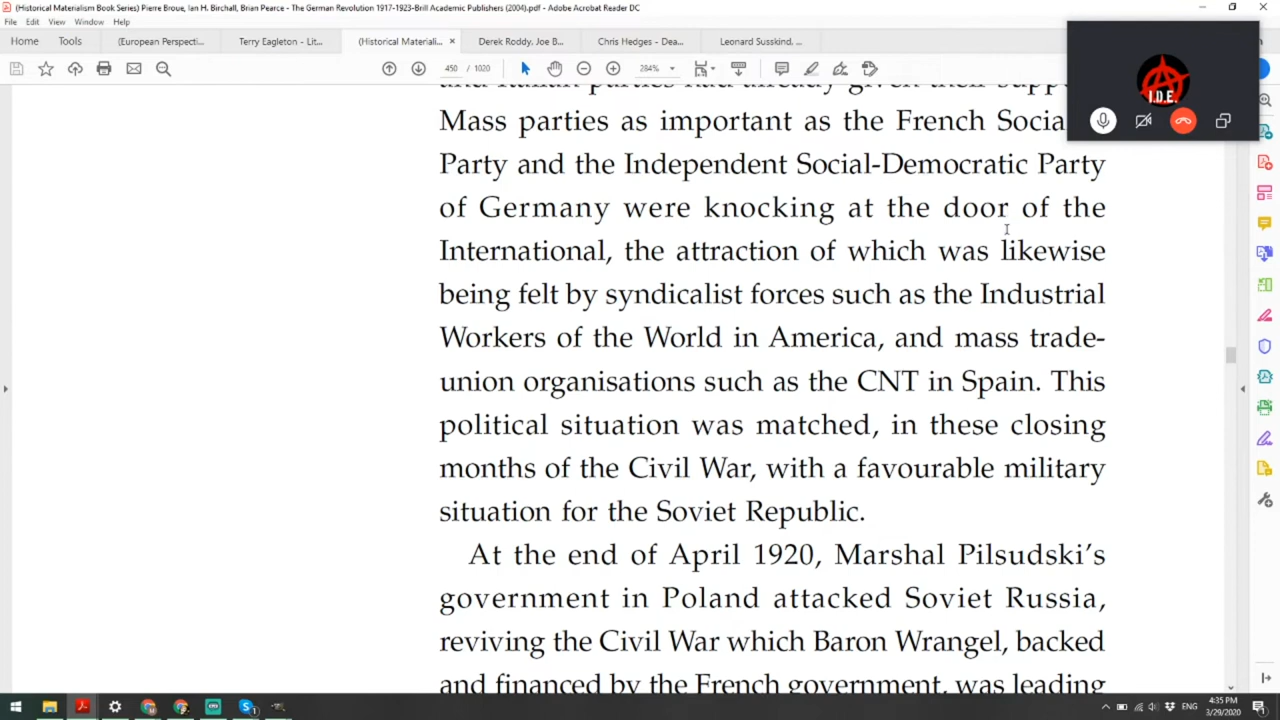 (Historical Materialism Book Series) Pierre Broue, Ian H. Birchall, Brian Pearce - The German Revolution 1917-1923-Brill Academic Publishers (2004).pdf - Adobe Acrobat Reader DC
File Edit View Window Help
Home Tools (European Perspecti... Terry Eagleton - Lit... (Historical Materiali... × Derek Roddy, Joe B... Chris Hedges - Dea... Leonard Susskind, ...
450 / 1020 284%
I.D.E.
and Italian parties had already given their
Mass parties as important as the French
Party and the Independent Social-Democratic Party
of Germany were knocking at the door of the
International, the attraction of which was likewise
being felt by syndicalist forces such as the Industrial
Workers of the World in America, and mass trade-
union organisations such as the CNT in Spain. This
political situation was matched, in these closing
months of the Civil War, with a favourable military
situation for the Soviet Republic.
At the end of April 1920, Marshal Pilsudski's
government in Poland attacked Soviet Russia,
reviving the Civil War which Baron Wrangel, backed
and financed by the French government, was leading
ENG
4:35 PM
3/29/2020